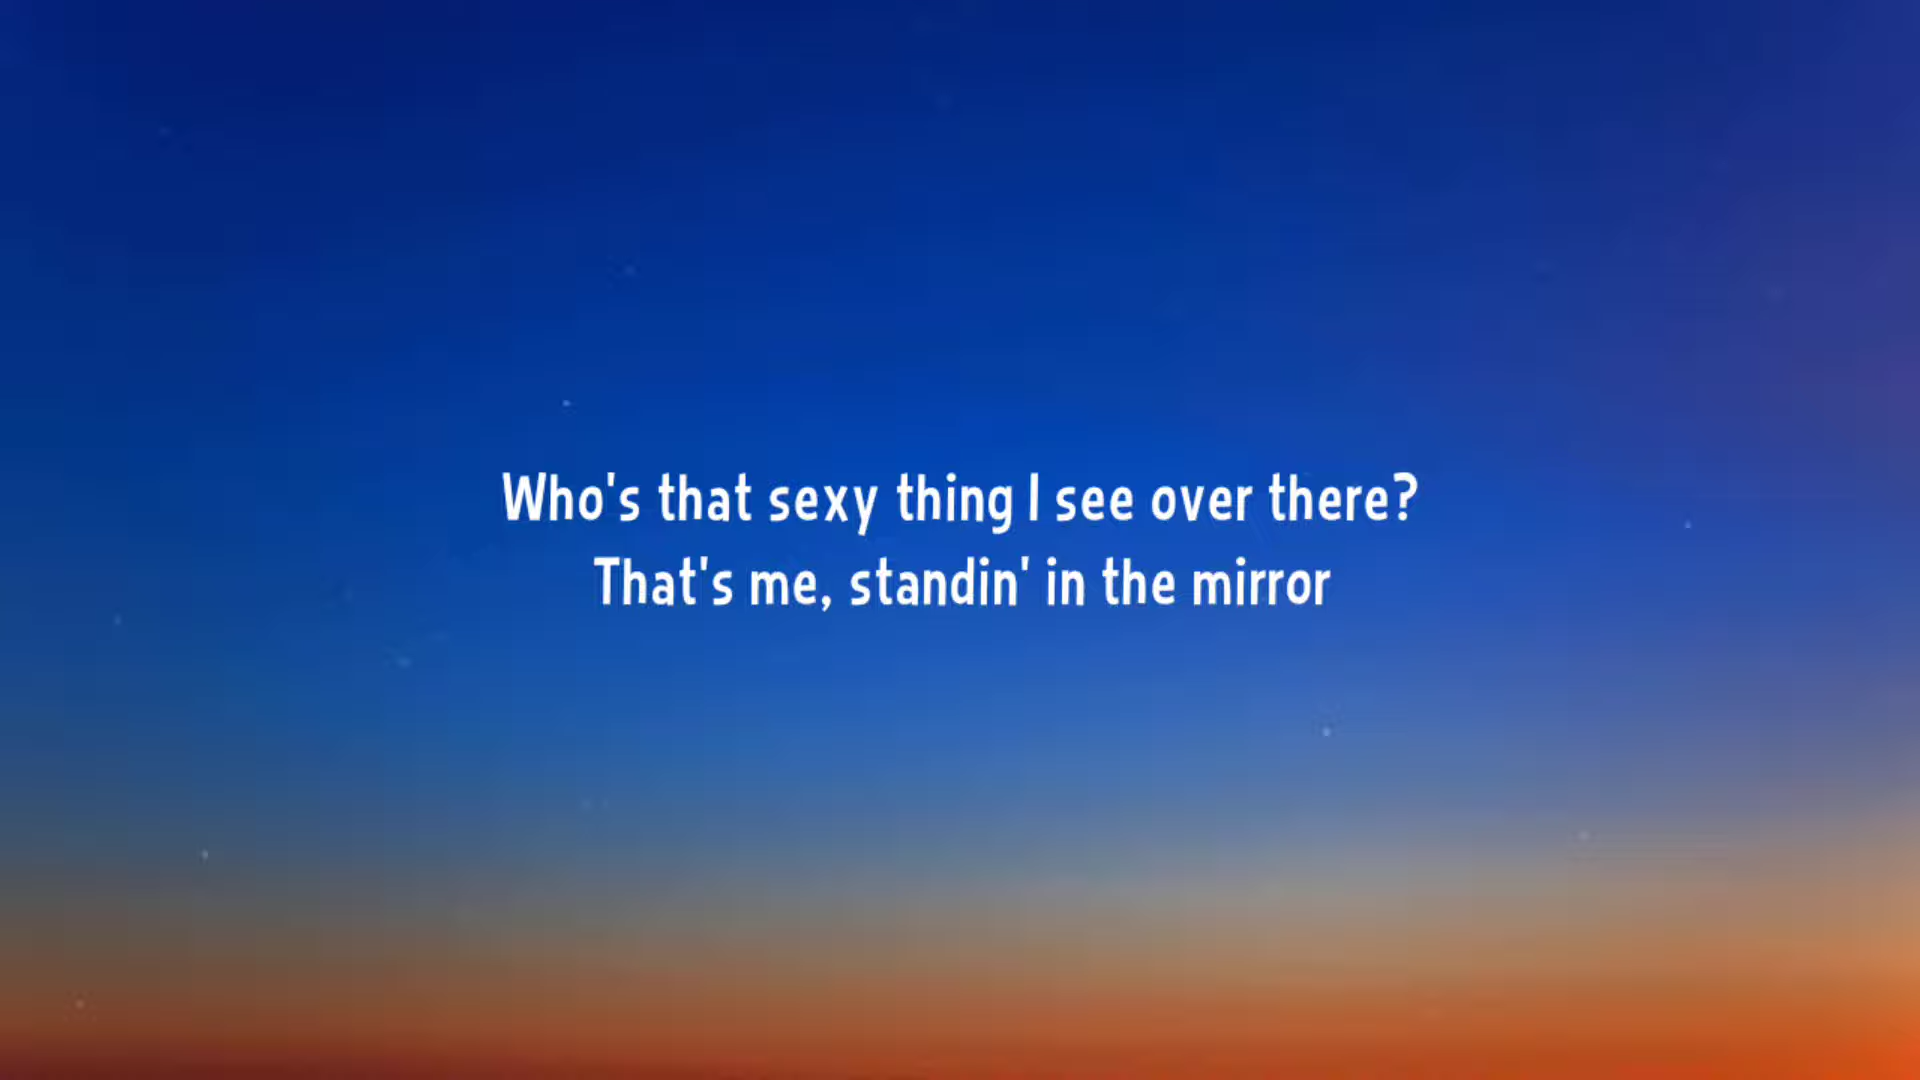 Who's that sexy thing I see over there?
That's me, standin' in the mirror